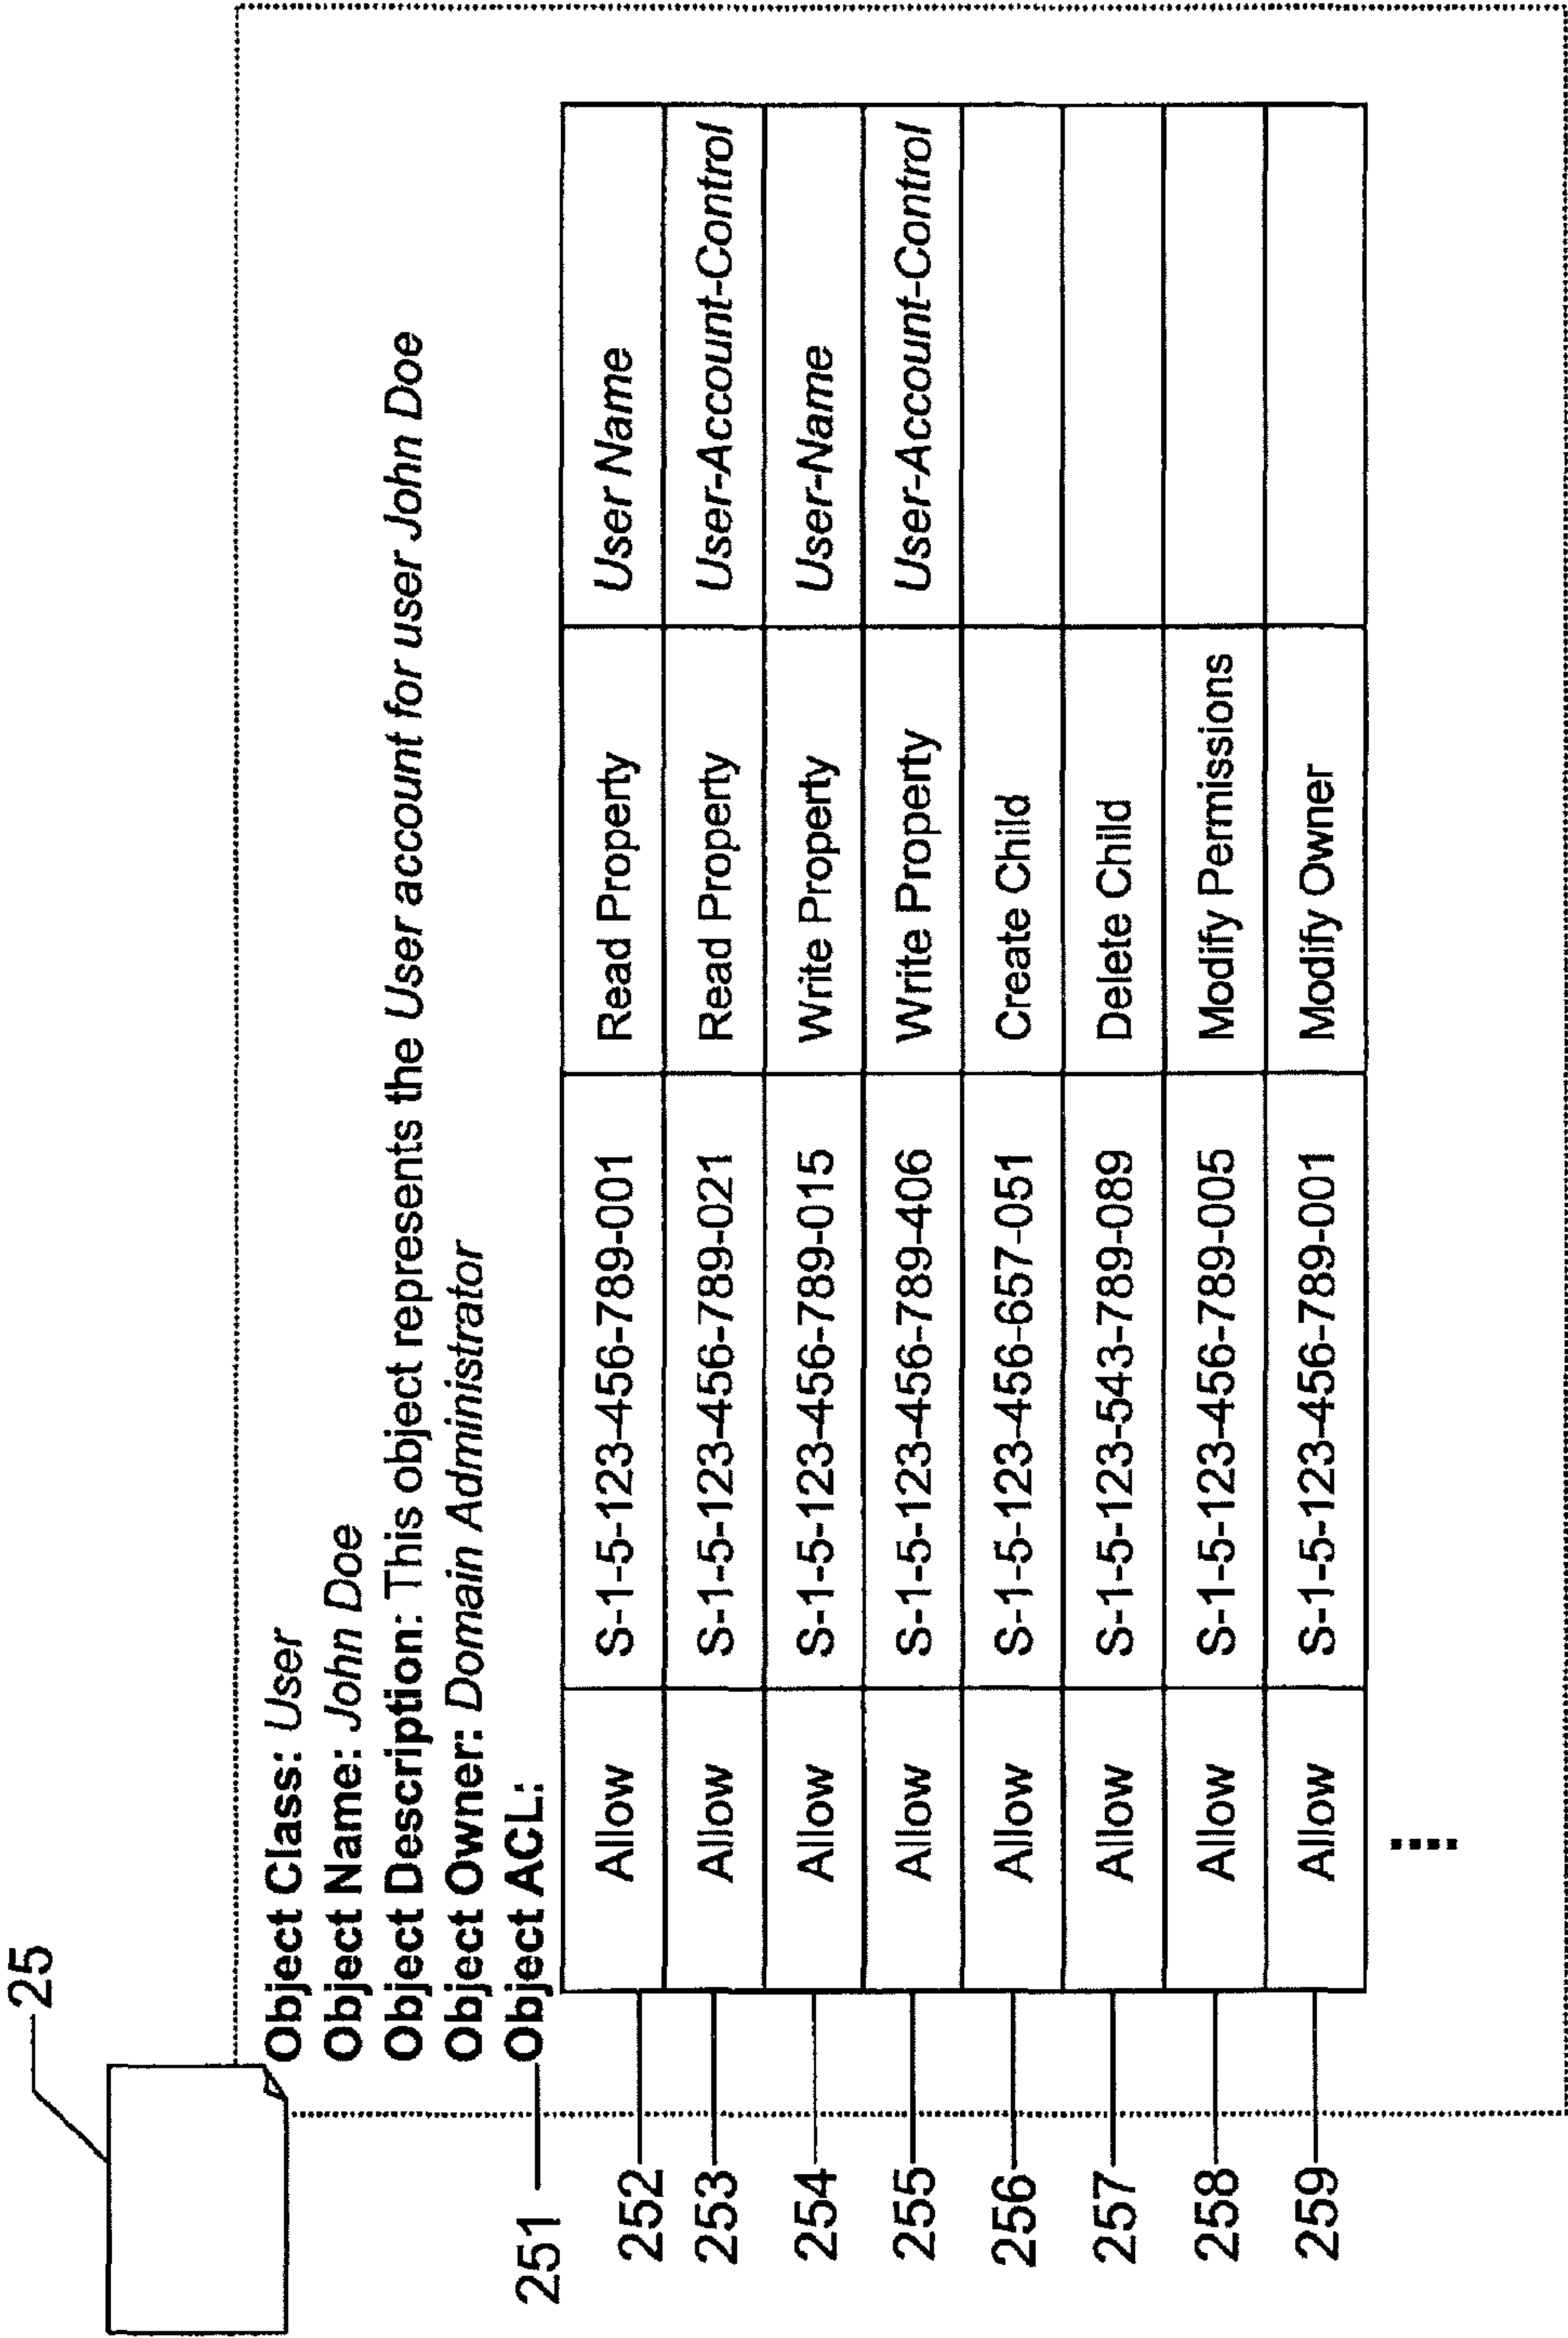 25
Object Class: User
Object Name: John Doe
Object Description: This object represents the User account for user John Doe
Object Owner: Domain Administrator
251 Object ACL:
252 Allow S-1-5-123-456-789-001 Read Property User Name
253 Allow S-1-5-123-456-789-021 Read Property User-Account-Control
254 Allow S-1-5-123-456-789-015 Write Property User-Name
255 Allow S-1-5-123-456-789-406 Write Property User-Account-Control
256 Allow S-1-5-123-456-657-051 Create Child
257 Allow S-1-5-123-543-789-089 Delete Child
258 Allow S-1-5-123-456-789-005 Modify Permissions
259 Allow S-1-5-123-456-789-001 Modify Owner